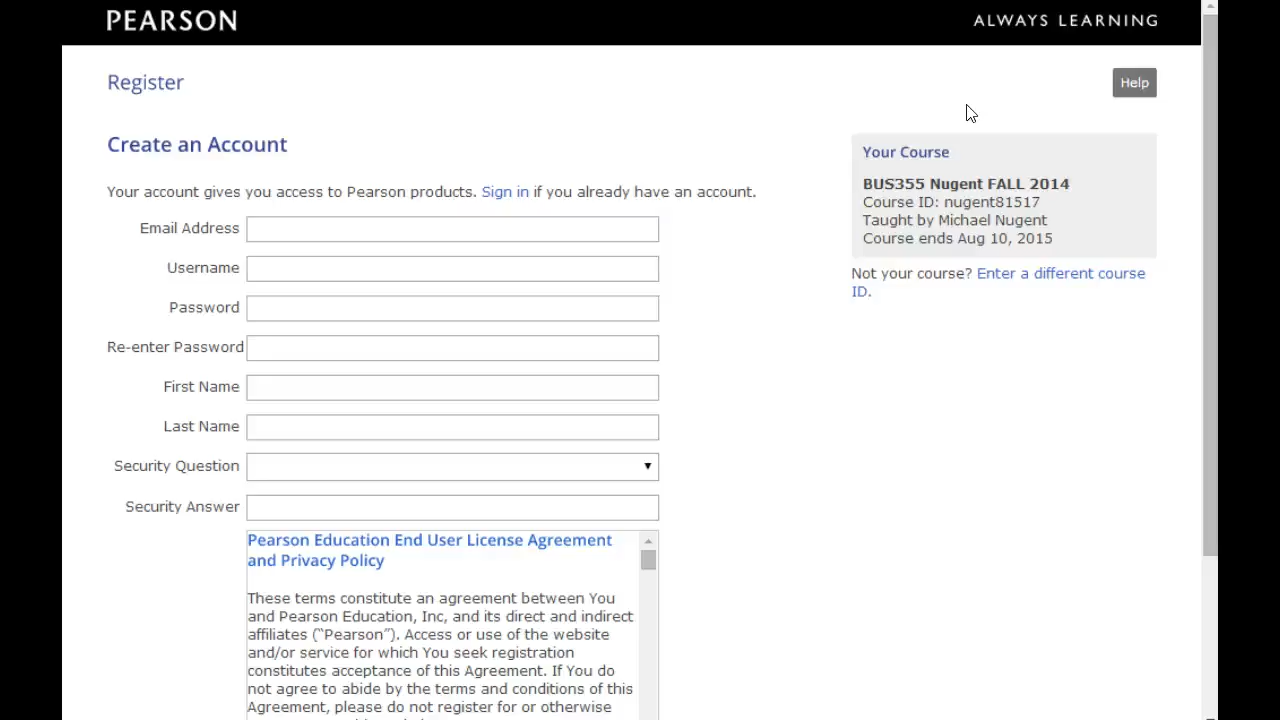 PEARSON
ALWAYS LEARNING
Register
Help
Create an Account
Your account gives you access to Pearson products. Sign in if you already have an account.
Email Address
Username
Password
Re-enter Password
First Name
Last Name
Security Question
Security Answer
Pearson Education End User License Agreement
and Privacy Policy
These terms constitute an agreement between You
and Pearson Education, Inc, and its direct and indirect
affiliates (“Pearson”). Access or use of the website
and/or service for which You seek registration
constitutes acceptance of this Agreement. If You do
not agree to abide by the terms and conditions of this
Agreement, please do not register for or otherwise
Your Course
BUS355 Nugent FALL 2014
Course ID: nugent81517
Taught by Michael Nugent
Course ends Aug 10, 2015
Not your course? Enter a different course
ID.